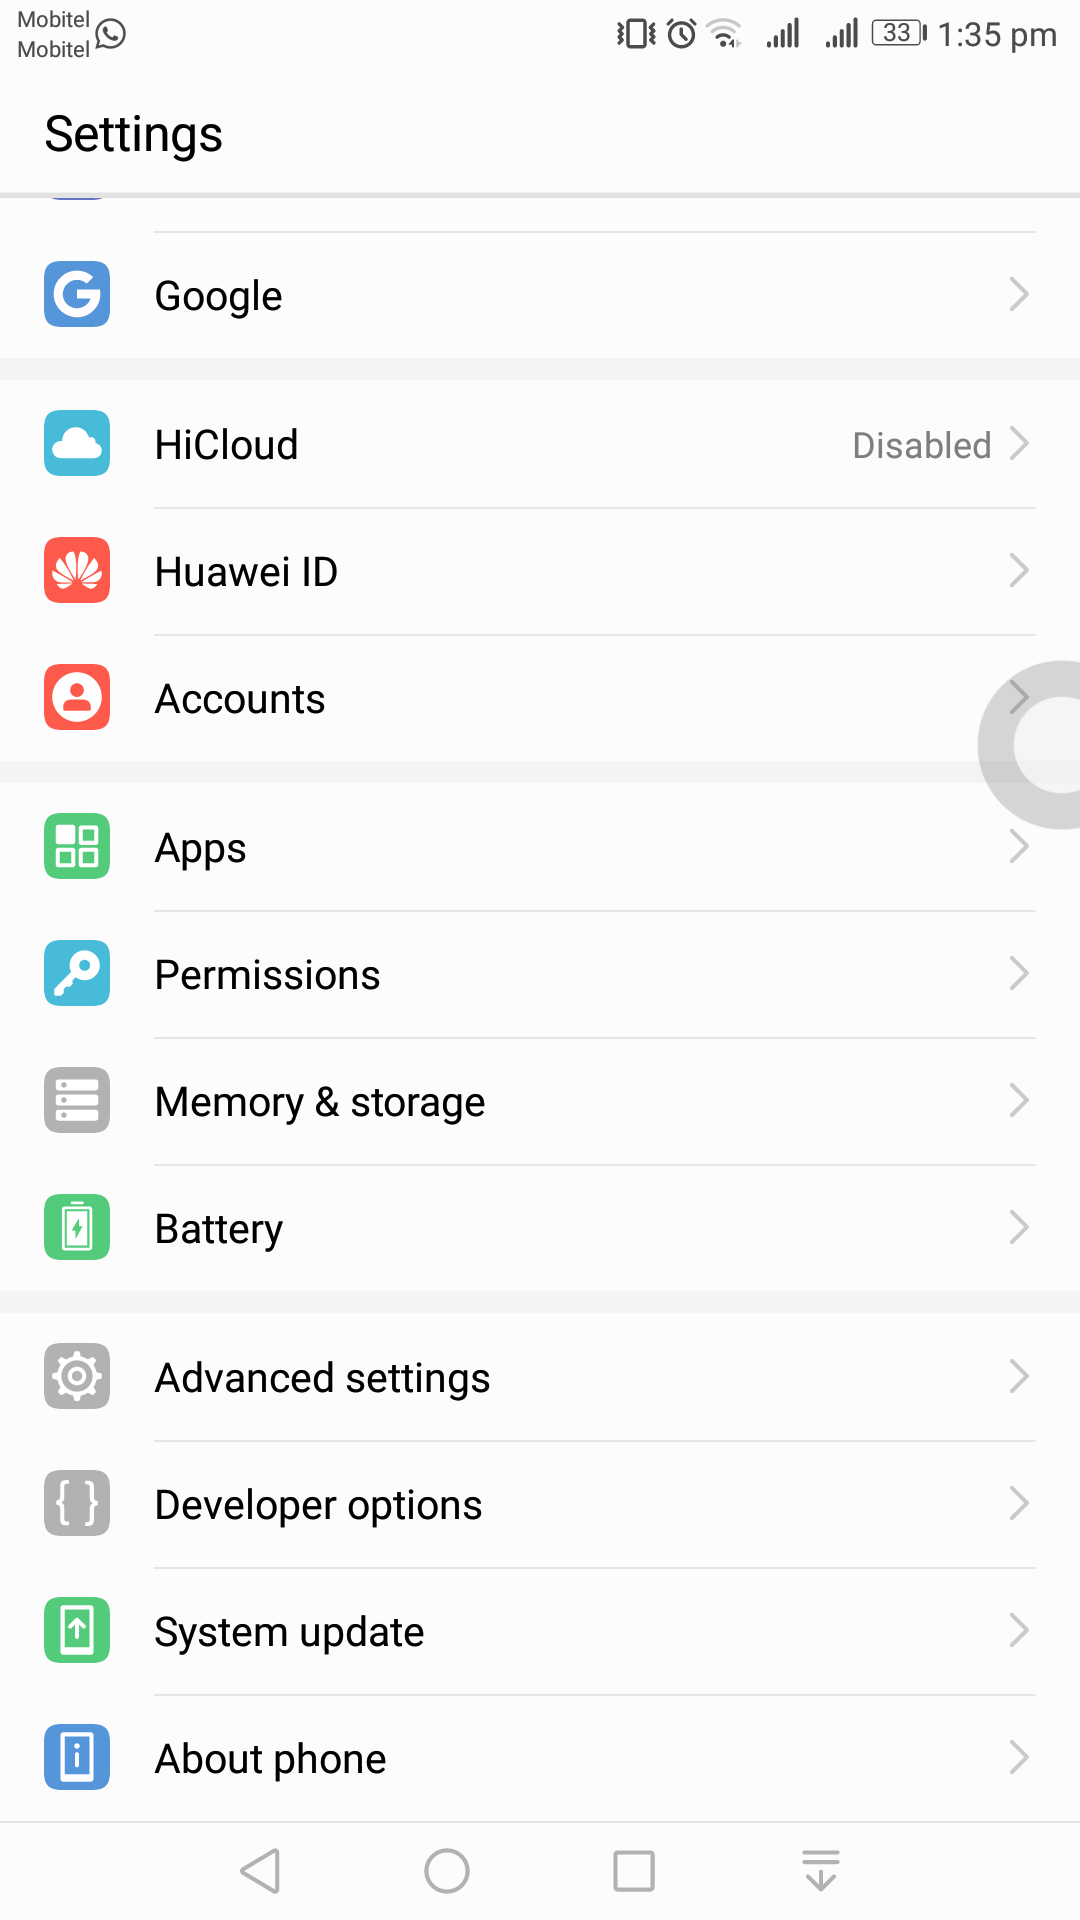 Mobitel
Mobitel
33 1:35 pm
Settings
Google
HiCloud Disabled
Huawei ID
Accounts
Apps
Permissions
Memory & storage
Battery
Advanced settings
Developer options
System update
About phone